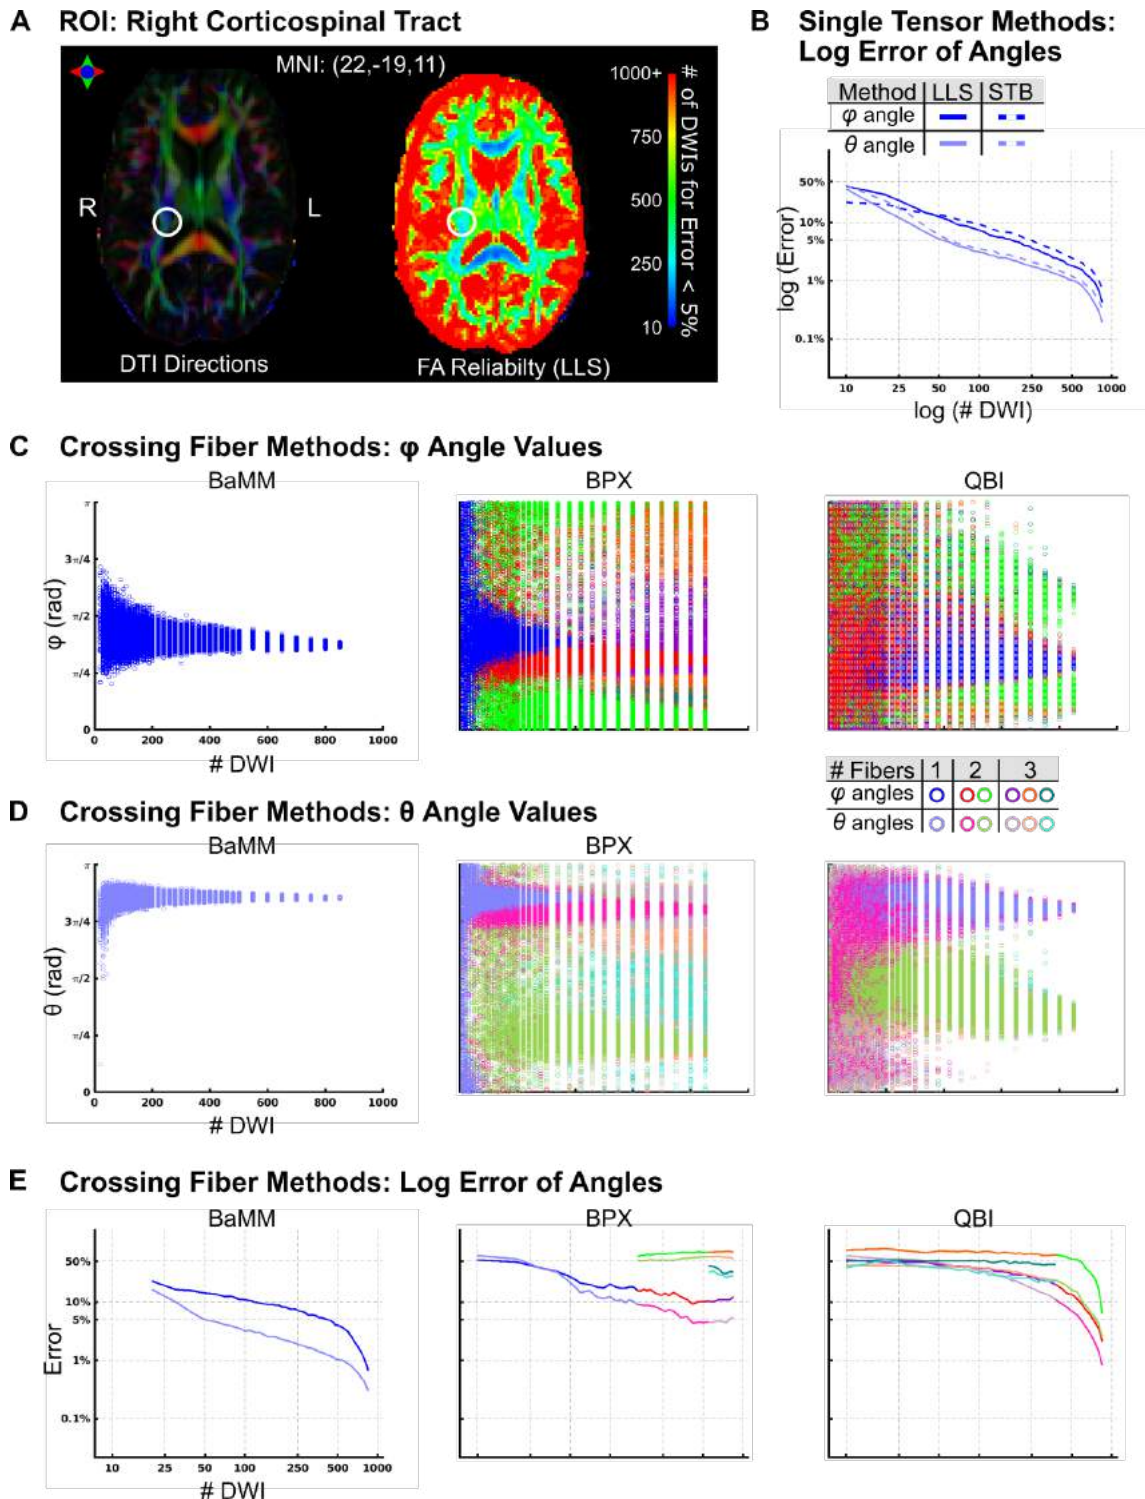 A ROI: Right Corticospinal Tract
MNI: (22,-19,11)
R
L
DTI Directions
FA Reliabilty (LLS)
1000+
750
500
250
10
# of DWIs for Error < 5%
B Single Tensor Methods:
Log Error of Angles
Method LLS STB
φ angle
θ angle
50%
10%
5%
1%
0.1%
log (Error)
10 25 50 100 250 500 1000
log (# DWI)
C Crossing Fiber Methods: φ Angle Values
BaMM BPX QBI
π
3π/4
π/2
π/4
0
φ (rad)
0 200 400 600 800 1000
# DWI
# Fibers 1 2 3
φ angles
θ angles
D Crossing Fiber Methods: θ Angle Values
BaMM BPX
π
3π/4
π/2
π/4
0
θ (rad)
0 200 400 600 800 1000
# DWI
E Crossing Fiber Methods: Log Error of Angles
BaMM BPX QBI
50%
10%
5%
1%
0.1%
Error
10 25 50 100 250 500 1000
# DWI